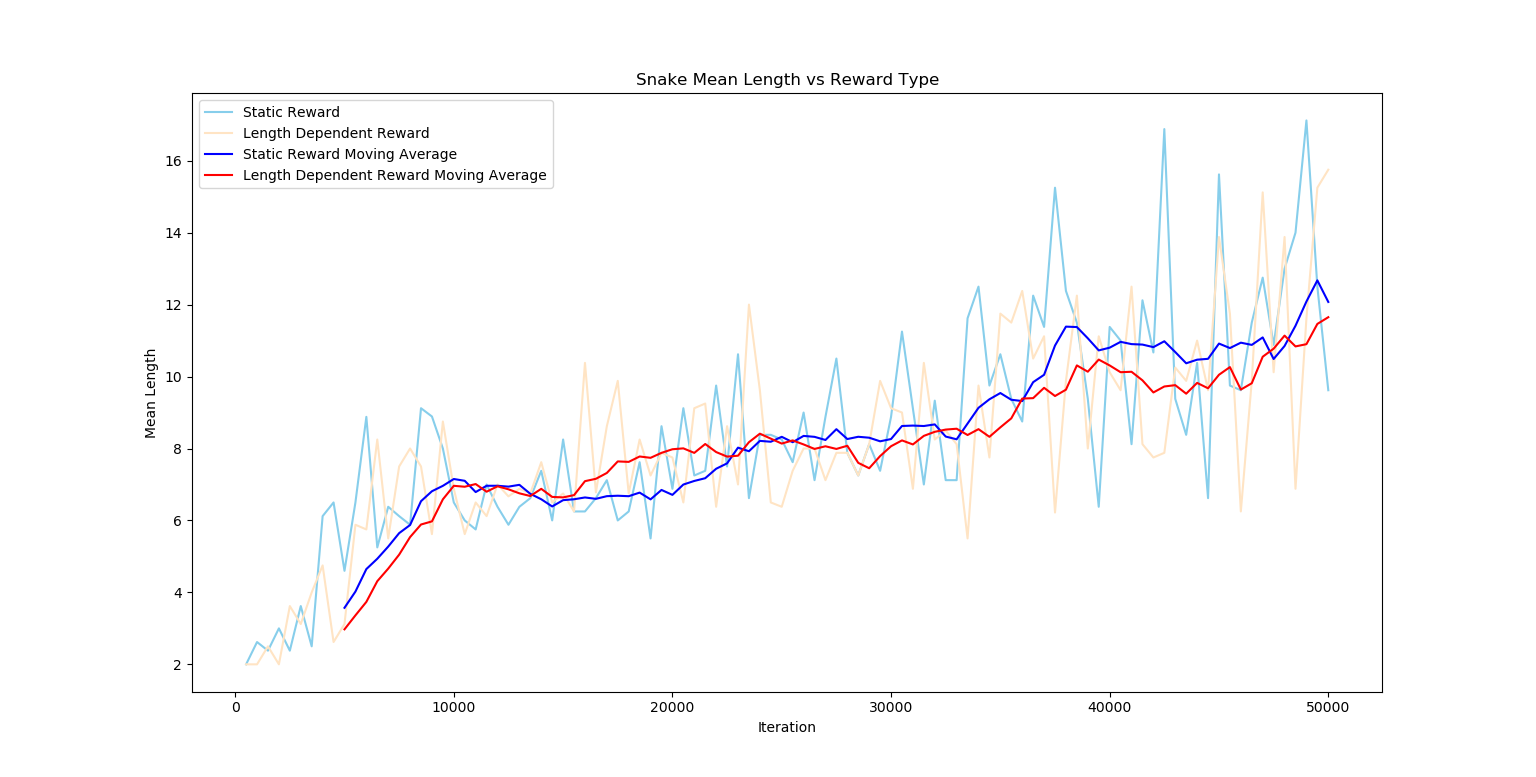 Snake Mean Length vs Reward Type
Static Reward
Length Dependent Reward
Static Reward Moving Average
Length Dependent Reward Moving Average
16
14
12
10
8
6
4
2
Mean Length
0 10000 20000 30000 40000 50000
Iteration